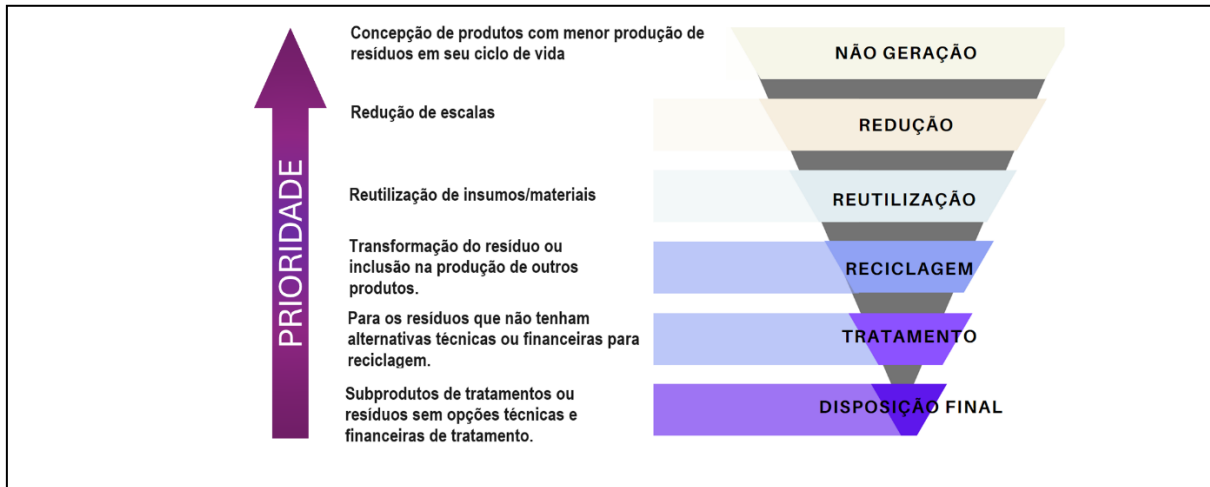 Concepção de produtos com menor produção de
resíduos em seu ciclo de vida
NÃO GERAÇÃO
Redução de escalas
REDUÇÃO
Reutilização de insumos/materiais
REUTILIZAÇÃO
Transformação do resíduo ou
inclusão na produção de outros
produtos.
RECICLAGEM
Para os resíduos que não tenham
alternativas técnicas ou financeiras para
reciclagem.
TRATAMENTO
Subprodutos de tratamentos ou
resíduos sem opções técnicas e
financeiras de tratamento.
DISPOSIÇÃO FINAL
PRIORIDADE